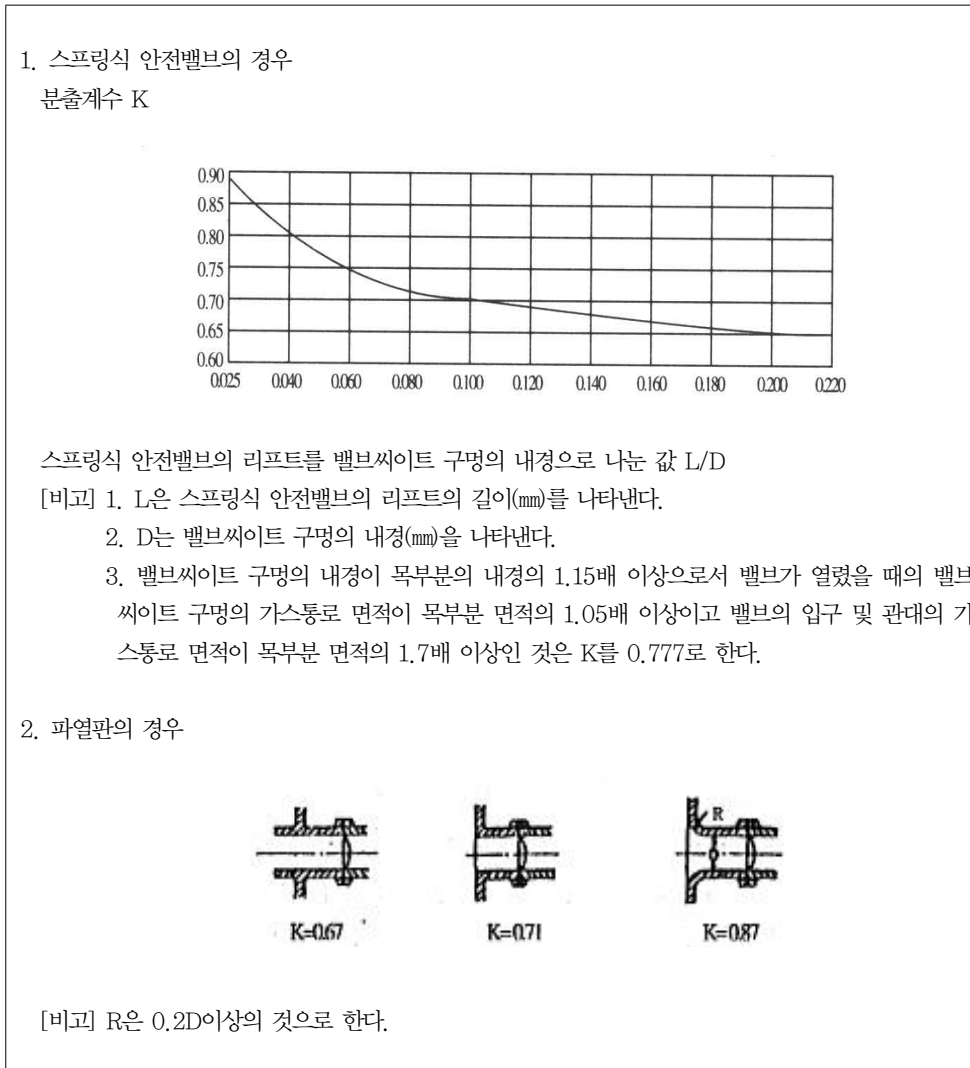 1. 스프링식 안전밸브의 경우
분출계수 K
0.90
0.85
0.80
0.75
0.70
0.65
0.60
0.025 0.040 0.060 0.080 0.100 0.120 0.140 0.160 0.180 0.200 0.220
스프링식 안전밸브의 리프트를 밸브씨이트 구멍의 내경으로 나눈 값 L/D
[비고] 1. L은 스프링식 안전밸브의 리프트의 길이(㎜)를 나타낸다.
2. D는 밸브씨이트 구멍의 내경(㎜)을 나타낸다.
3. 밸브씨이트 구멍의 내경이 목부분의 내경의 1.15배 이상으로서 밸브가 열렸을 때의 밸브
씨이트 구멍의 가스통로 면적이 목부분 면적의 1.05배 이상이고 밸브의 입구 및 관대의 가
스통로 면적이 목부분 면적의 1.7배 이상인 것은 K를 0.777로 한다.
2. 파열판의 경우
R
D
K=0.67 K=0.71 K=0.87
[비고] R은 0.2D이상의 것으로 한다.